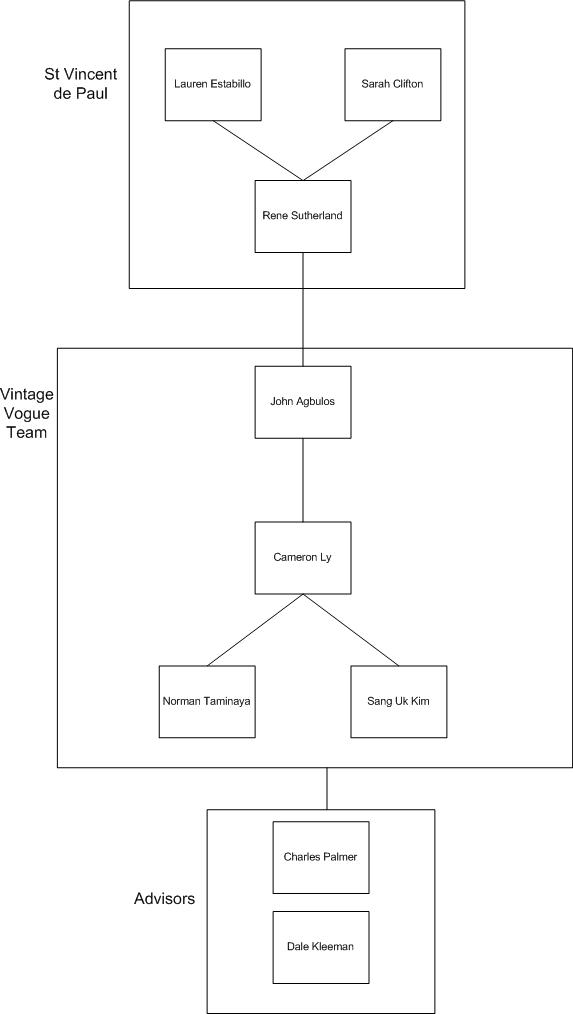 St Vincent
de Paul
Lauren Estabillo
Sarah Clifton
Rene Sutherland
Vintage
Vogue
Team
John Agbulos
Cameron Ly
Norman Taminaya
Sang Uk Kim
Advisors
Charles Palmer
Dale Kleeman